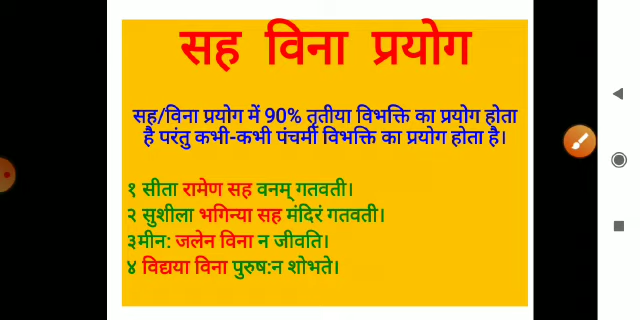 सह विना प्रयोग
सह/विना प्रयोग में 90% तृतीया विभक्ति का प्रयोग होता
है परंतु कभी-कभी पंचमी विभक्ति का प्रयोग होता है।
१ सीता रामेण सह वनम् गतवती।
२ सुशीला भगिन्या सह मंदिरं गतवती।
३मीन: जलेन विना न जीवति।
४ विद्यया विना पुरुष:न शोभते।